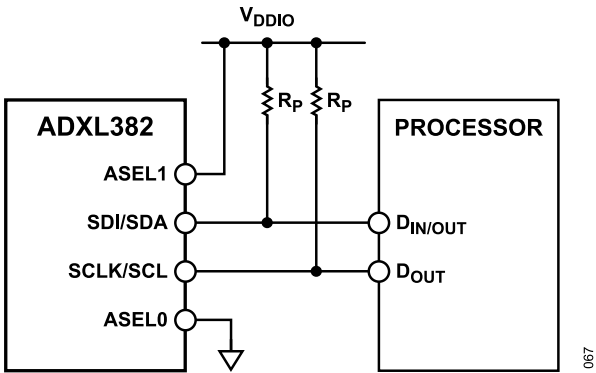 VDDIO
RP RP
ADXL382 PROCESSOR
ASEL1
SDI/SDA DIN/OUT
SCLK/SCL DOUT
ASEL0
067